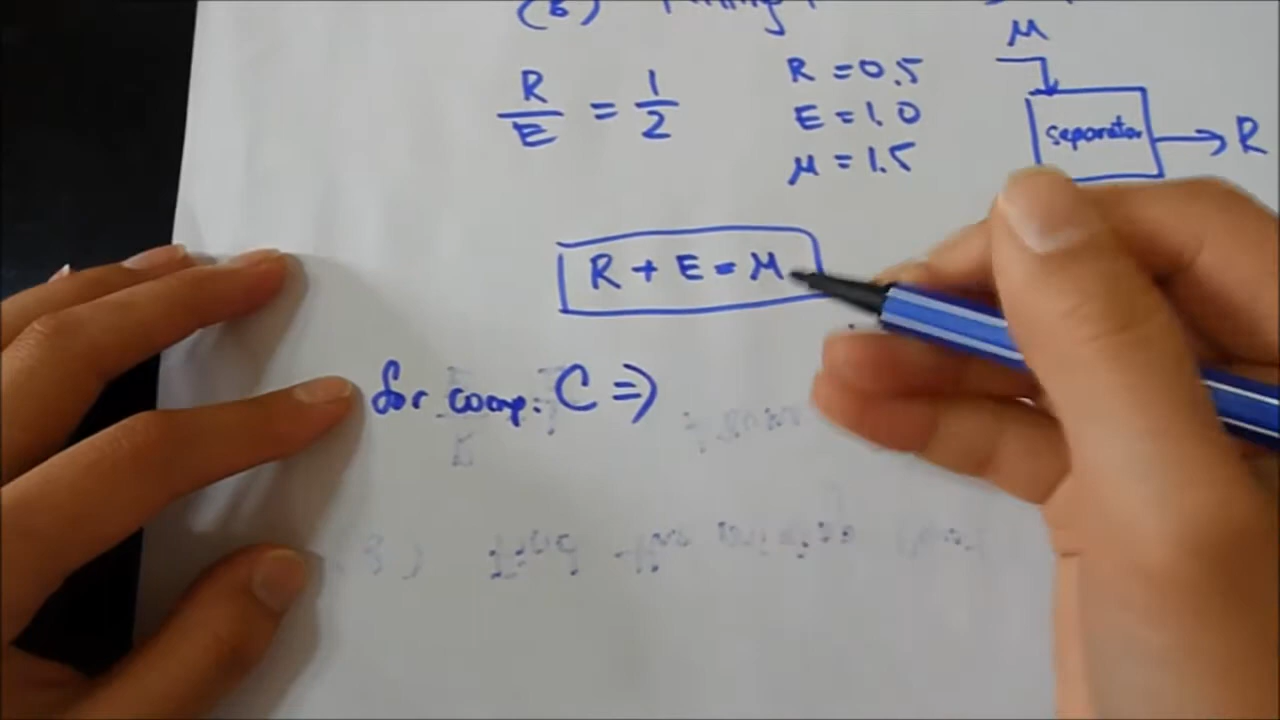 (B)
R/E = 1/2
R = 0.5
E = 1.0
M = 1.5
M
separator
R
R + E = M
for comp. C ⇒